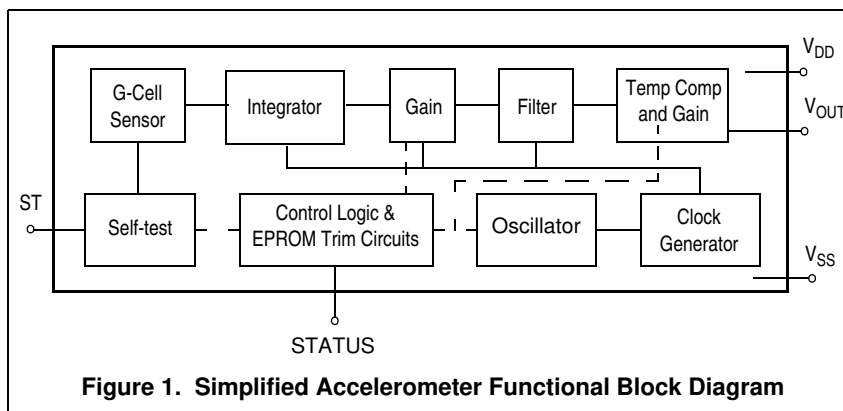 V_DD
G-Cell
Sensor
Integrator
Gain
Filter
Temp Comp
and Gain
V_OUT
ST
Self-test
Control Logic &
EPROM Trim Circuits
Oscillator
Clock
Generator
V_SS
STATUS
Figure 1. Simplified Accelerometer Functional Block Diagram